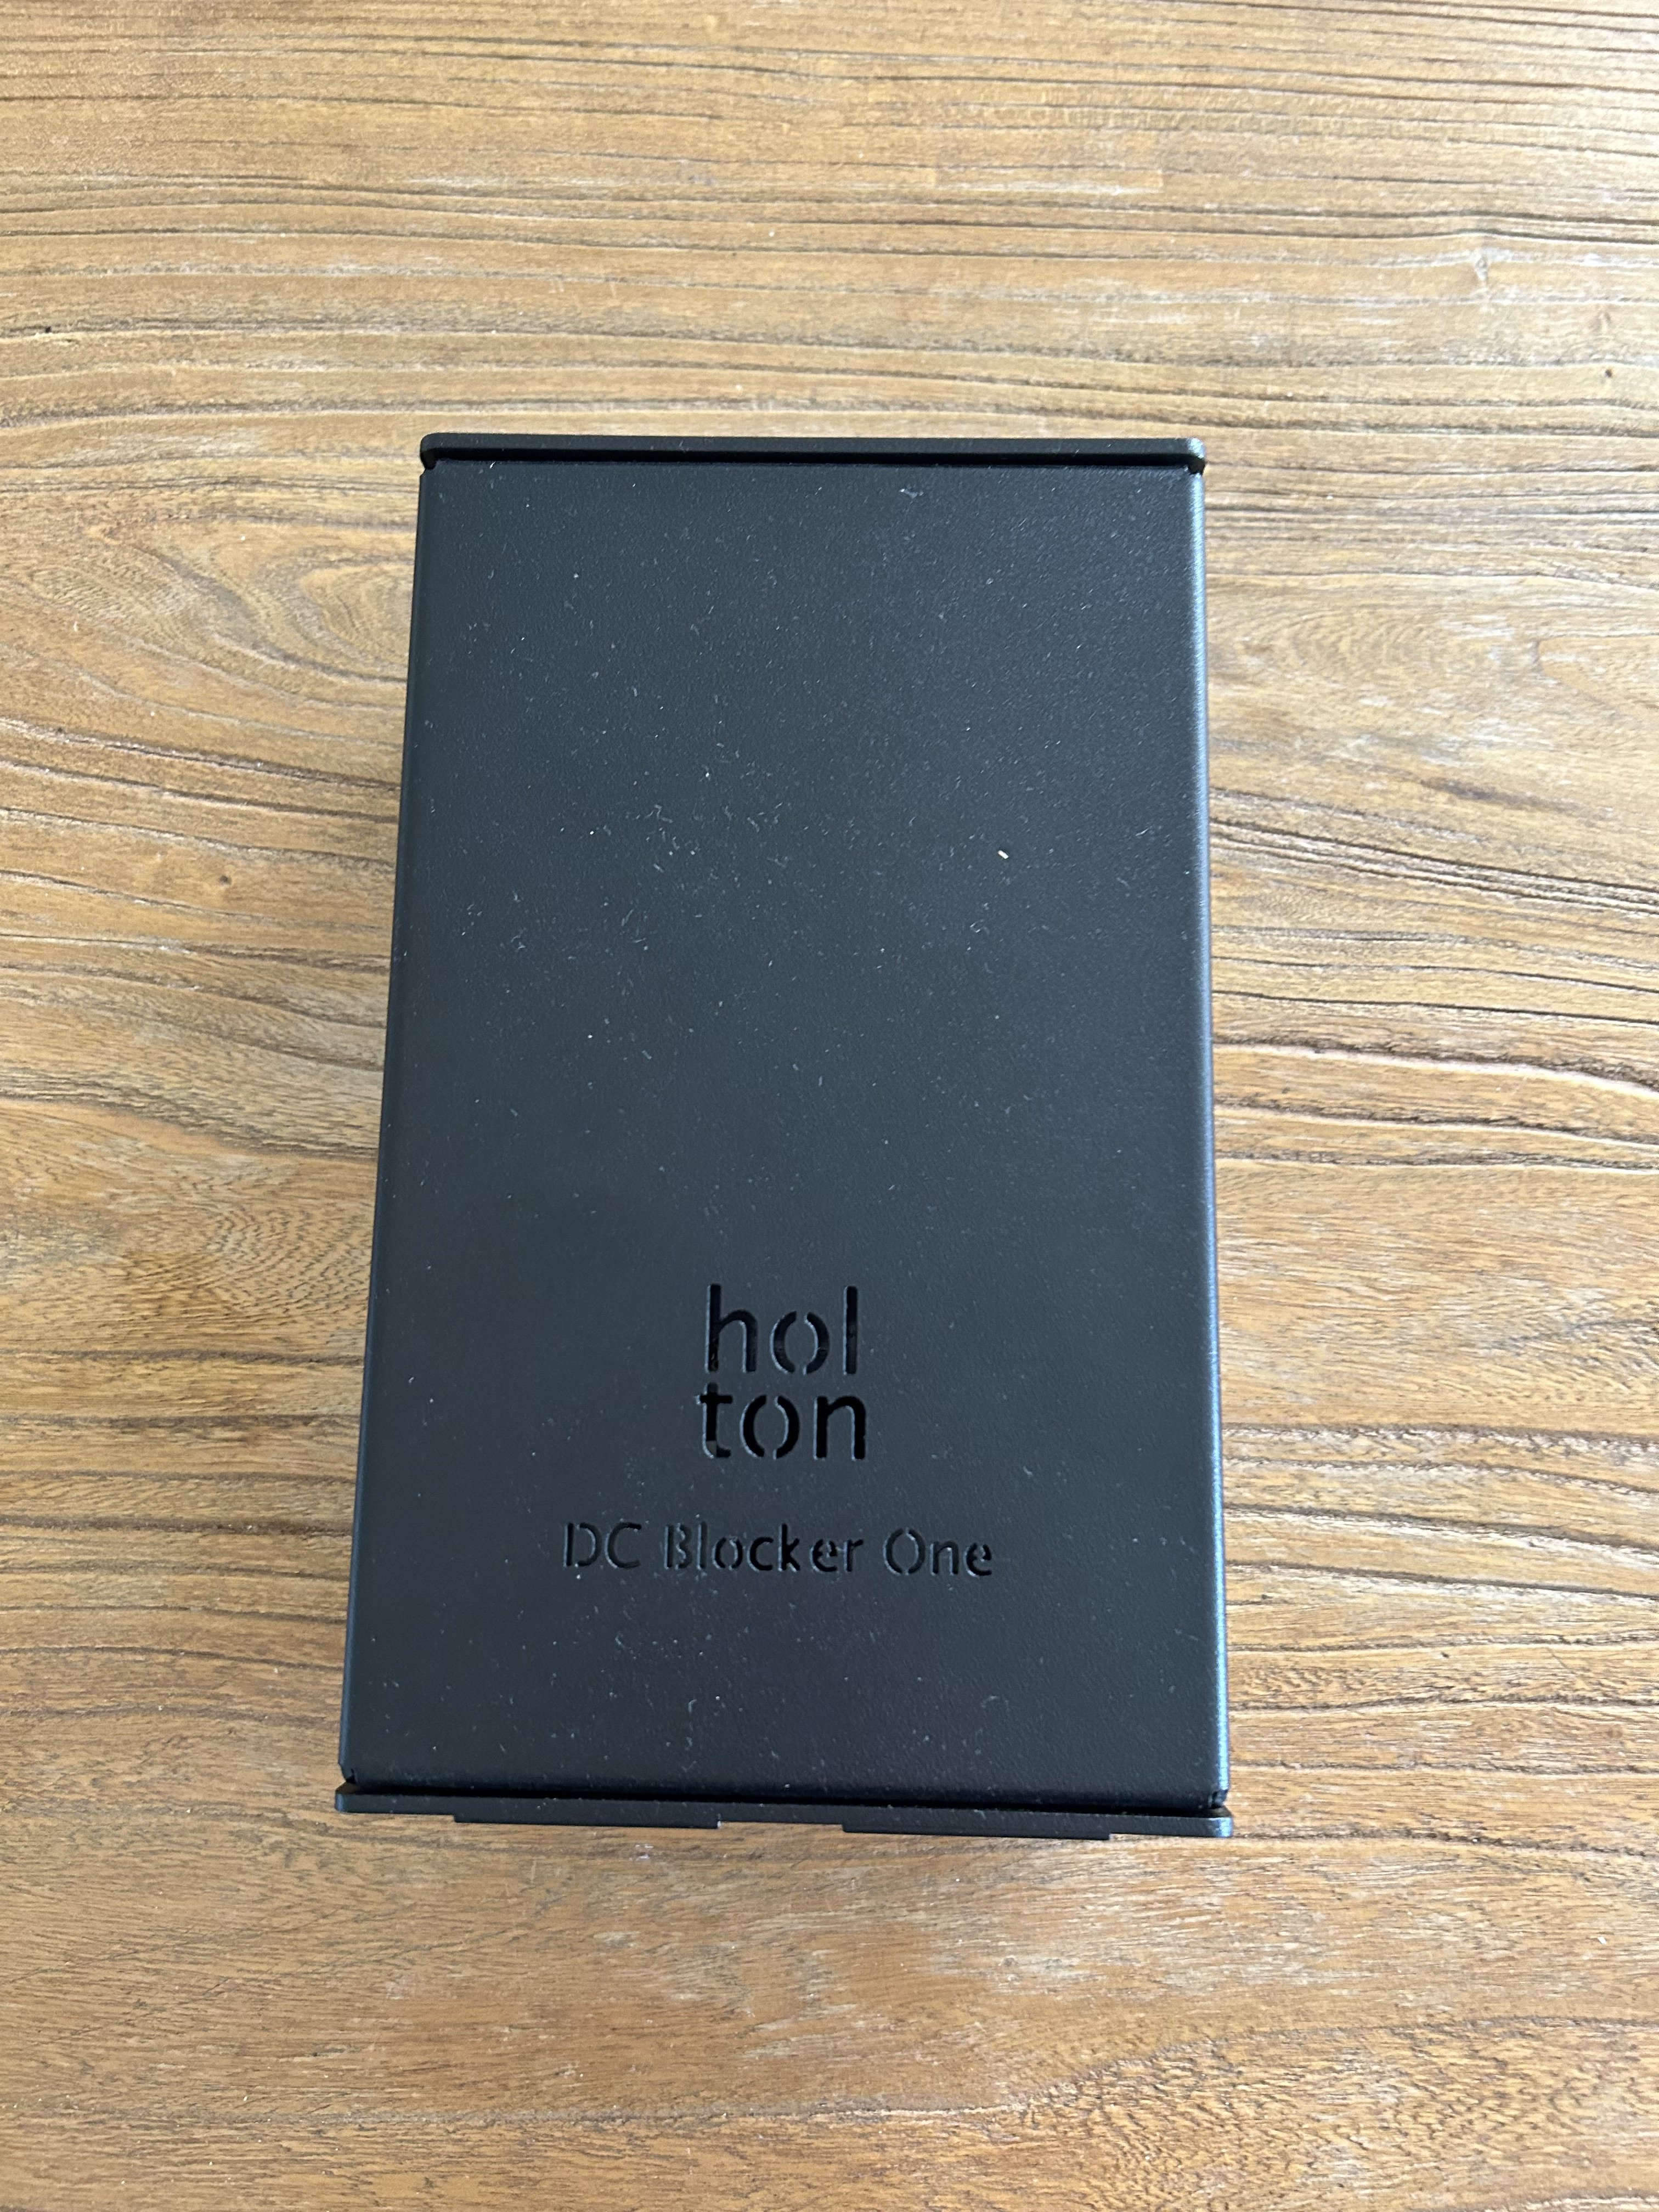 hol
ton
DC Blocker One